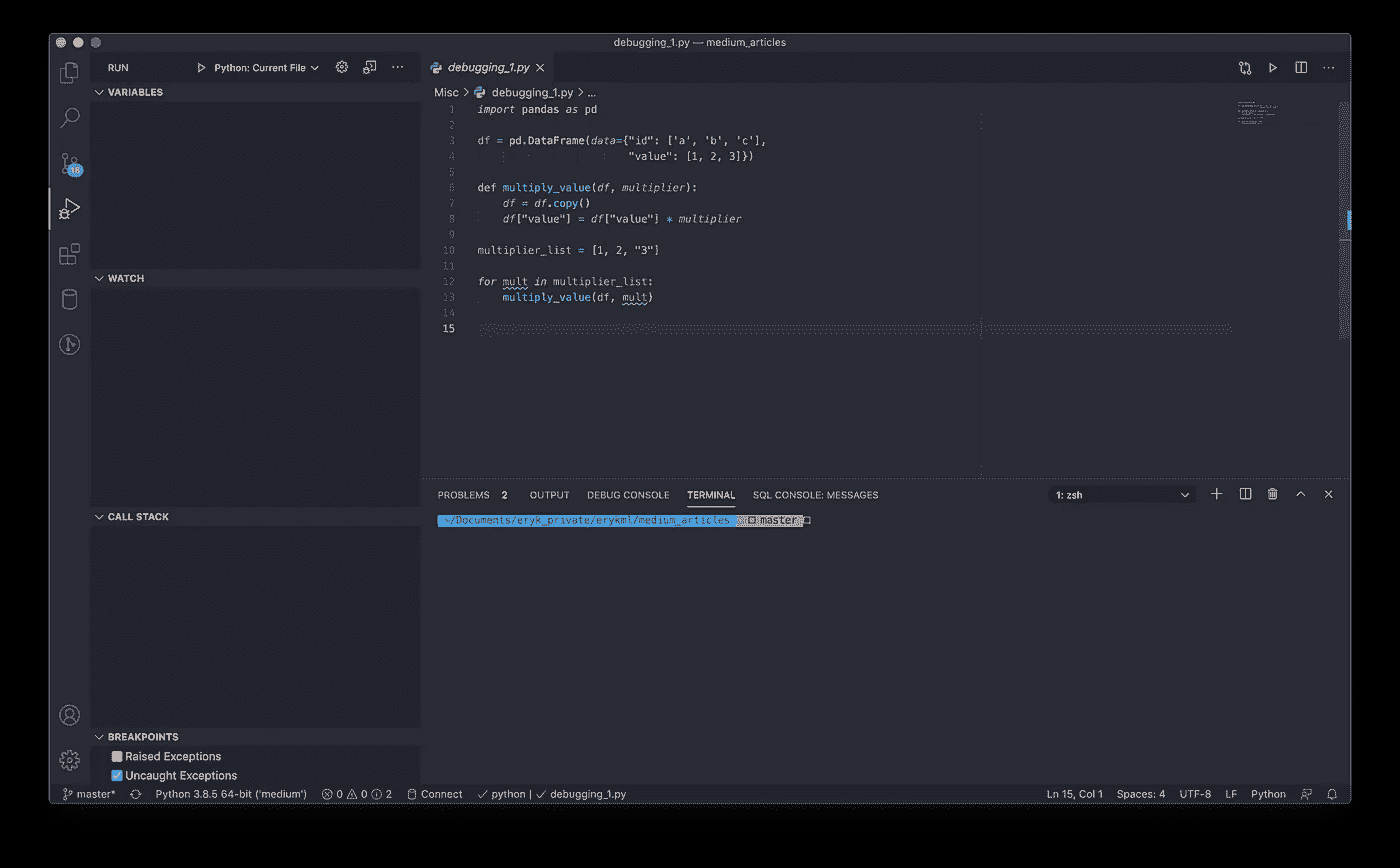 debugging_1.py — medium_articles
RUN
Python: Current File
debugging_1.py
VARIABLES
Misc > debugging_1.py > ...
1 import pandas as pd
2
3 df = pd.DataFrame(data={"id": ['a', 'b', 'c'],
4 "value": [1, 2, 3]})
5
6 def multiply_value(df, multiplier):
7 df = df.copy()
8 df["value"] = df["value"] * multiplier
9
10 multiplier_list = [1, 2, "3"]
11
12 for mult in multiplier_list:
13 multiply_value(df, mult)
14
15
18
WATCH
CALL STACK
BREAKPOINTS
Raised Exceptions
Uncaught Exceptions
PROBLEMS 2 OUTPUT DEBUG CONSOLE TERMINAL SQL CONSOLE: MESSAGES 1: zsh
~/Documents/eryk_private/erykml/medium_articles master
master* Python 3.8.5 64-bit ('medium') 0 0 2 Connect python | debugging_1.py Ln 15, Col 1 Spaces: 4 UTF-8 LF Python